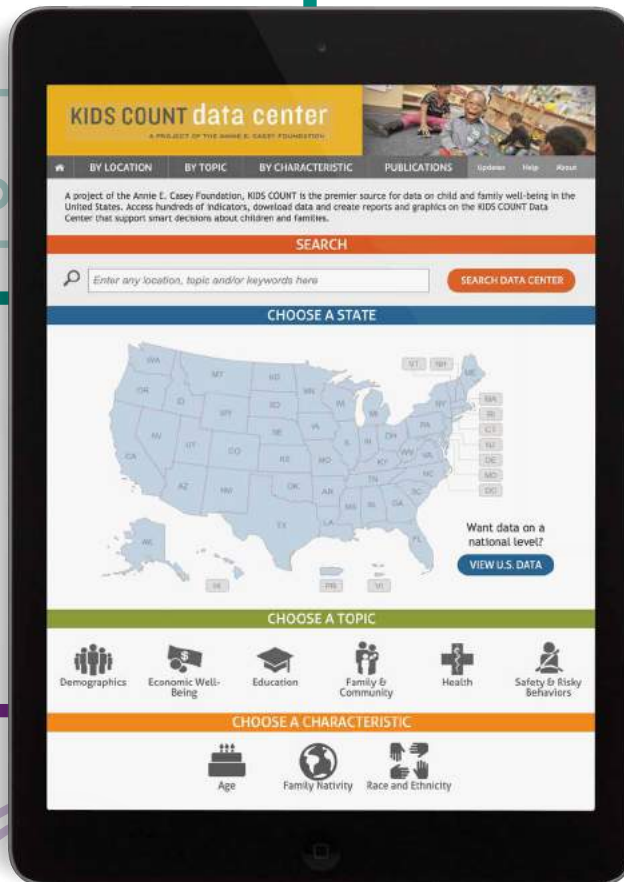 KIDS COUNT data center
A PROJECT OF THE ANNIE E. CASEY FOUNDATION
BY LOCATION BY TOPIC BY CHARACTERISTIC PUBLICATIONS Updates Help About
A project of the Annie E. Casey Foundation, KIDS COUNT is the premier source for data on child and family well-being in the
United States. Access hundreds of indicators, download data and create reports and graphics on the KIDS COUNT Data
Center that support smart decisions about children and families.
SEARCH
Enter any location, topic and/or keywords here
SEARCH DATA CENTER
CHOOSE A STATE
WA
MT
ND
MN
VT NH
ME
OR
ID
SD
WI
MI
NY
MA
WY
RI
NV
NE
IA
PA
CT
UT
CO
IL
IN
OH
NJ
CA
KS
MO
WV
VA
DE
KY
MD
AZ
NM
OK
AR
TN
NC
DC
SC
MS
GA
TX
LA
FL
AK
HI
PR
VI
Want data on a
national level?
VIEW U.S. DATA
CHOOSE A TOPIC
Demographics
Economic Well-
Being
Education
Family &
Community
Health
Safety & Risky
Behaviors
CHOOSE A CHARACTERISTIC
Age
Family Nativity
Race and Ethnicity